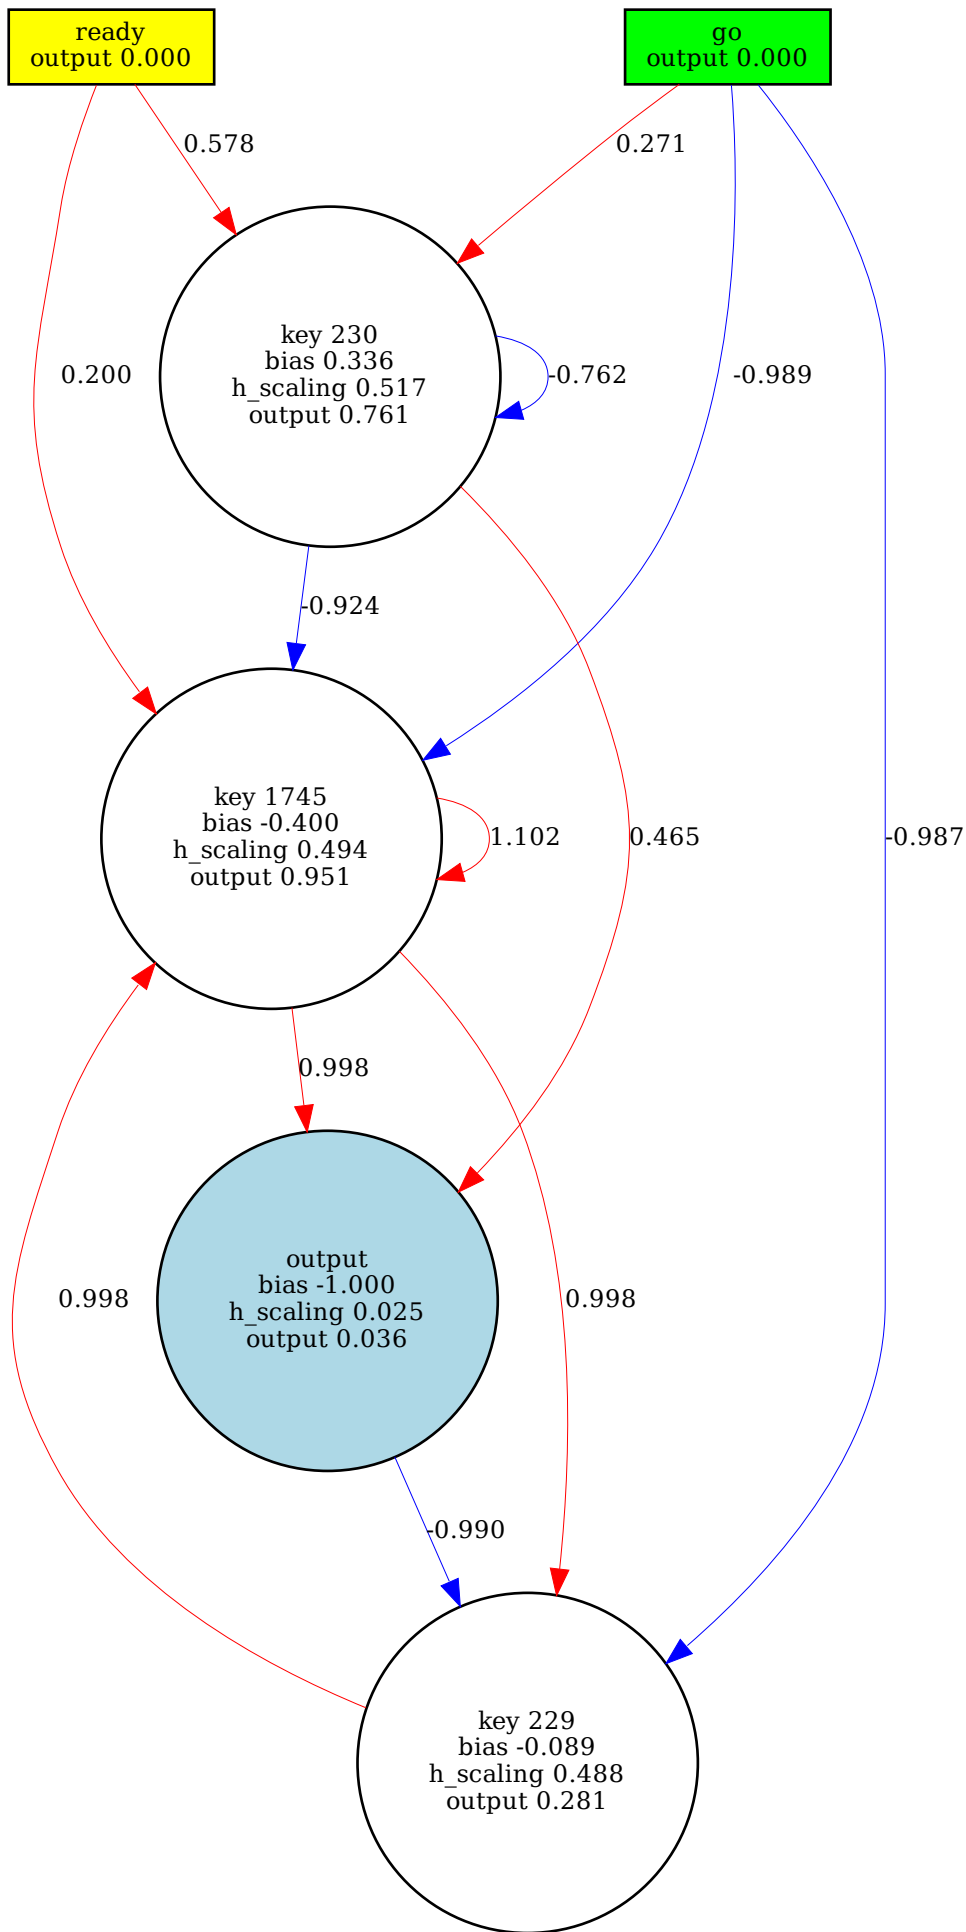 ready
output 0.000
go
output 0.000
0.578
0.271
key 230
bias 0.336
h_scaling 0.517
output 0.761
0.200
-0.762
-0.989
-0.924
key 1745
bias -0.400
h_scaling 0.494
output 0.951
1.102
0.465
-0.987
0.998
output
bias -1.000
h_scaling 0.025
output 0.036
0.998
0.998
-0.990
key 229
bias -0.089
h_scaling 0.488
output 0.281